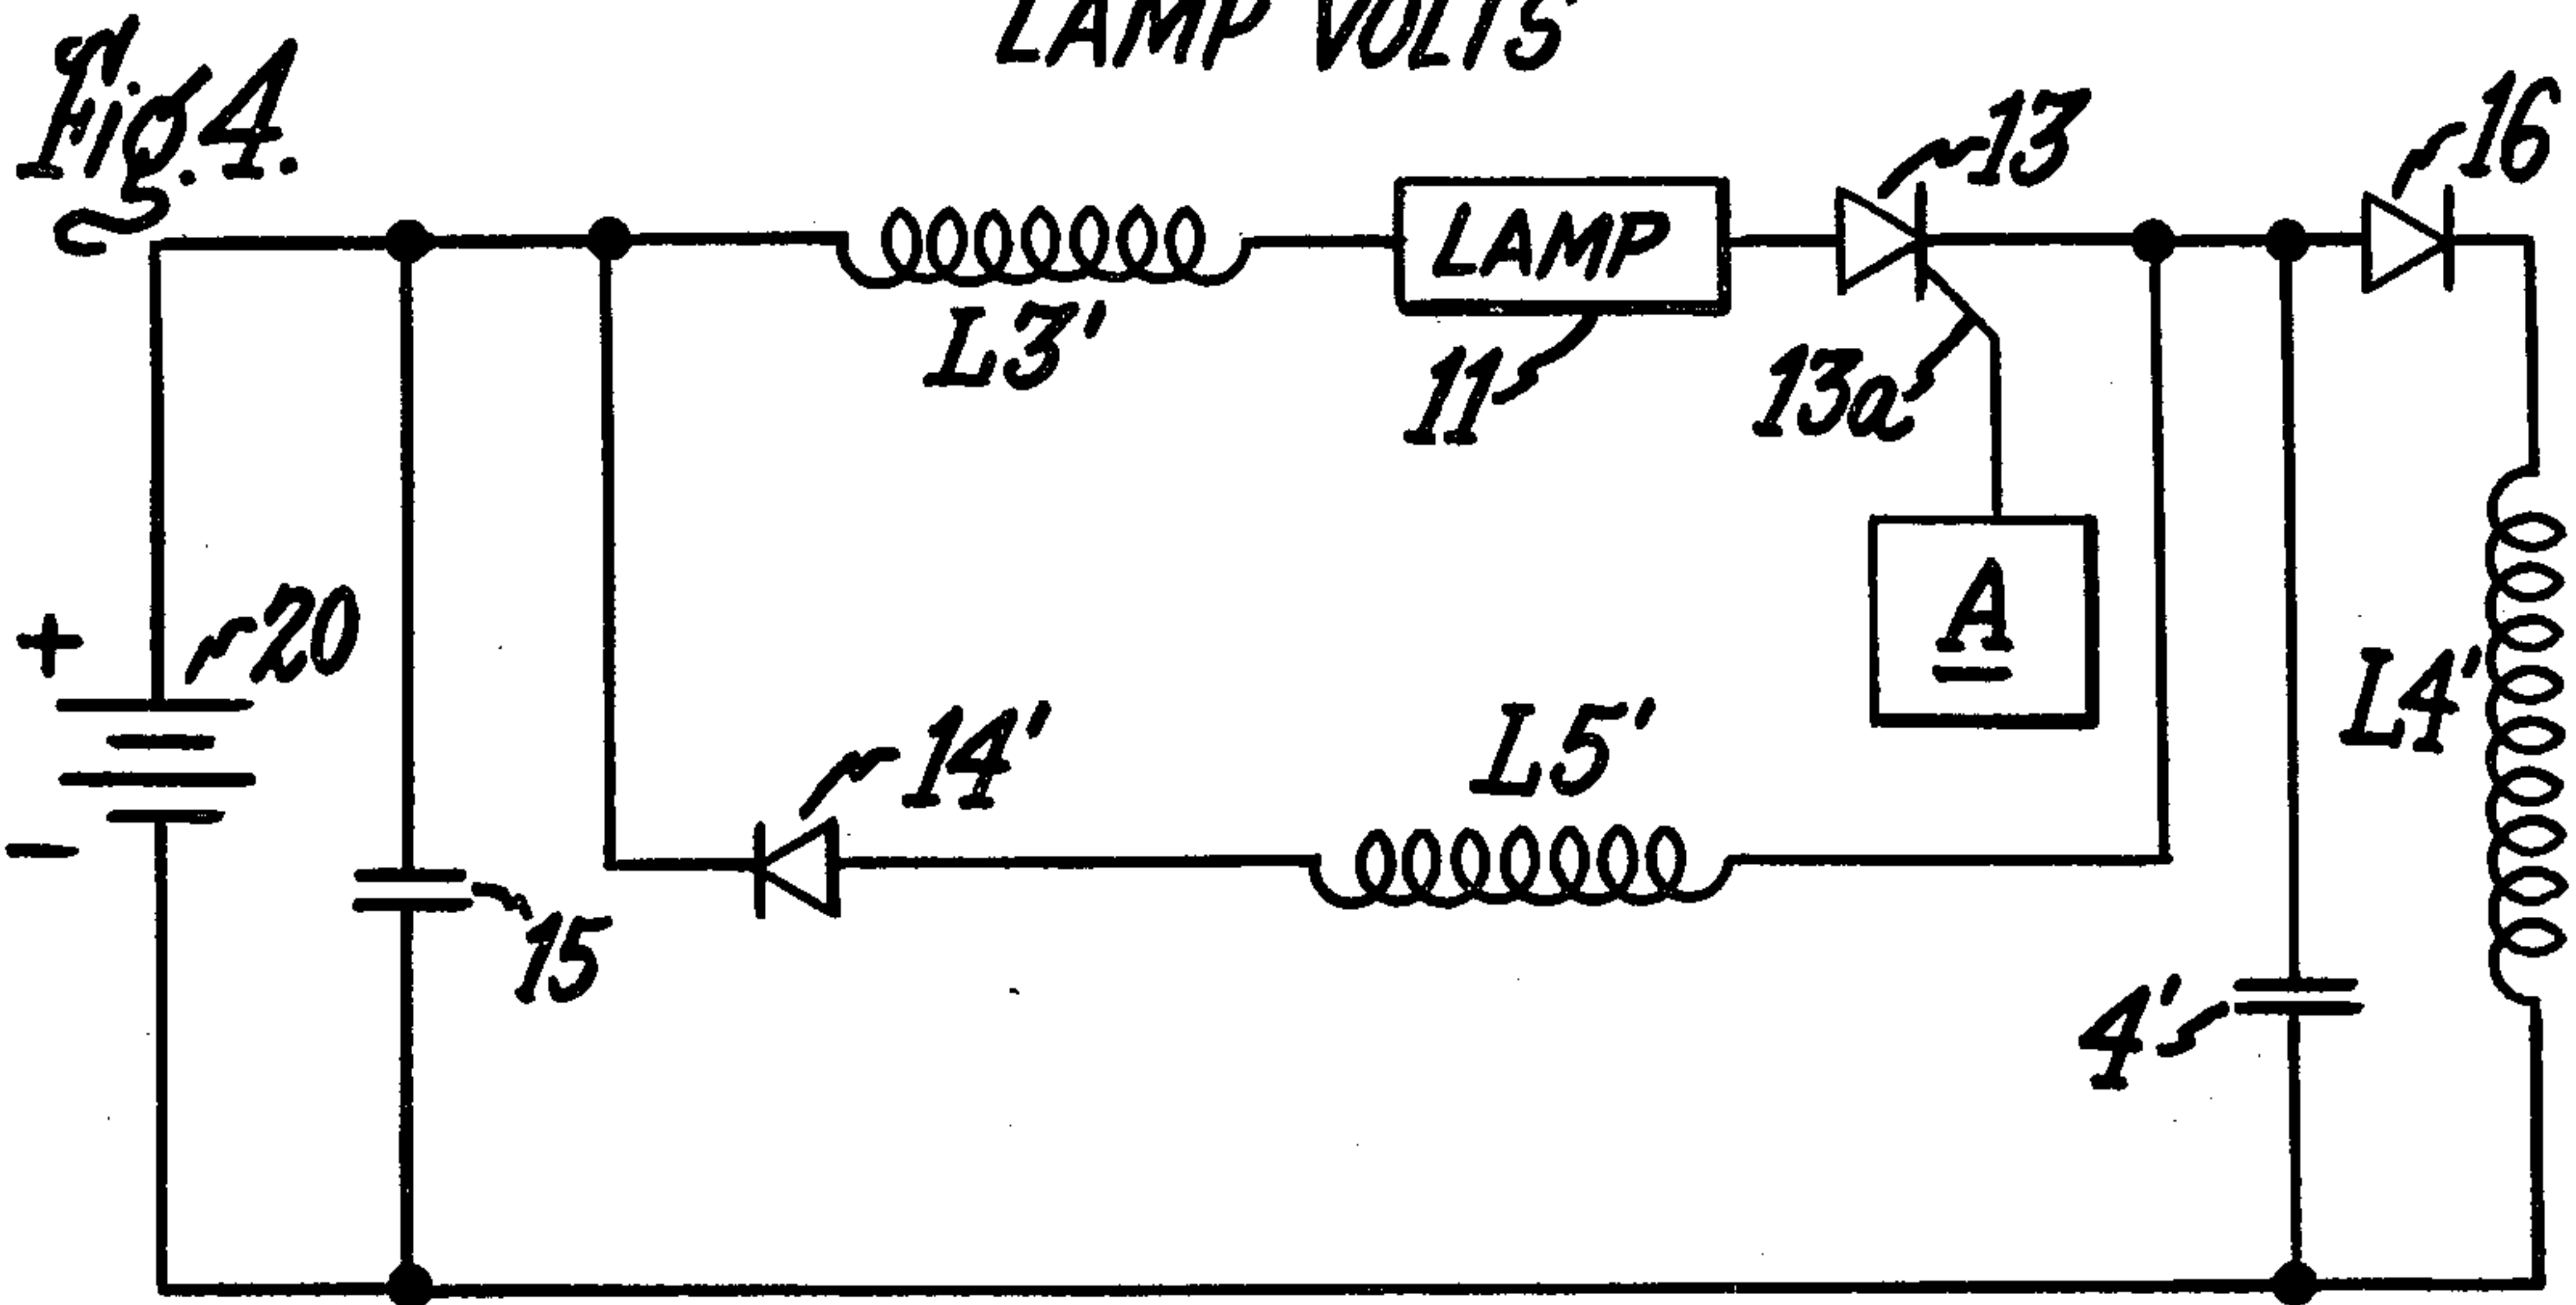 LAMP VOLTS
Fig. 4.
13
16
LAMP
L3'
11
13a
A
+
20
L4'
L5'
14'
-
15
4'